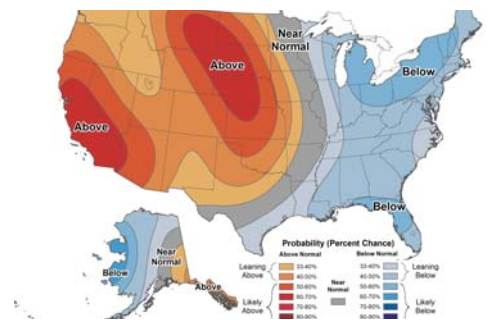 Near
Normal
Above
Below
Above
Below
Near
Normal
Below
Above
Probability (Percent Chance)
Above Normal
Below Normal
Leaning
Above
33-40%
40-50%
50-60%
Likely
Above
60-70%
70-80%
80-90%
Near
Normal
33-40%
40-50%
Leaning
Below
50-60%
60-70%
70-80%
80-90%
Likely
Below